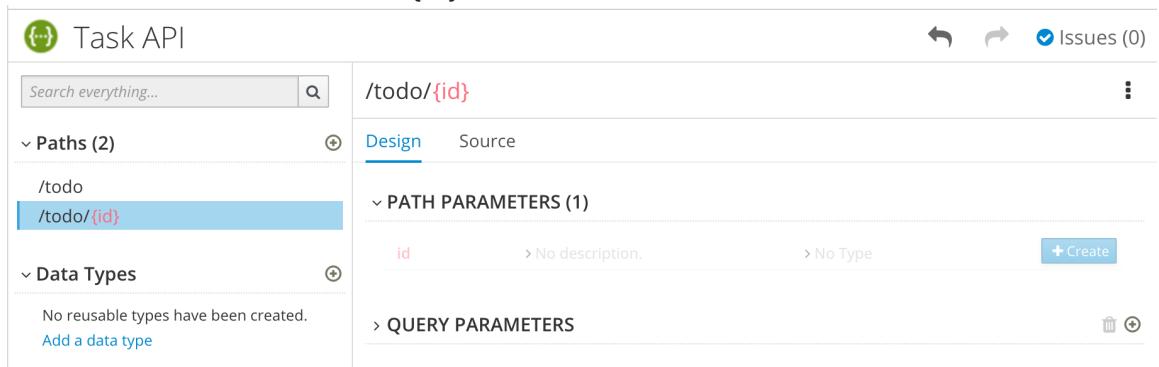 Task API
Issues (0)
Search everything...
/todo/{id}
Paths (2)
Design Source
/todo
/todo/{id}
PATH PARAMETERS (1)
id No description. No Type Create
Data Types
No reusable types have been created.
Add a data type
QUERY PARAMETERS